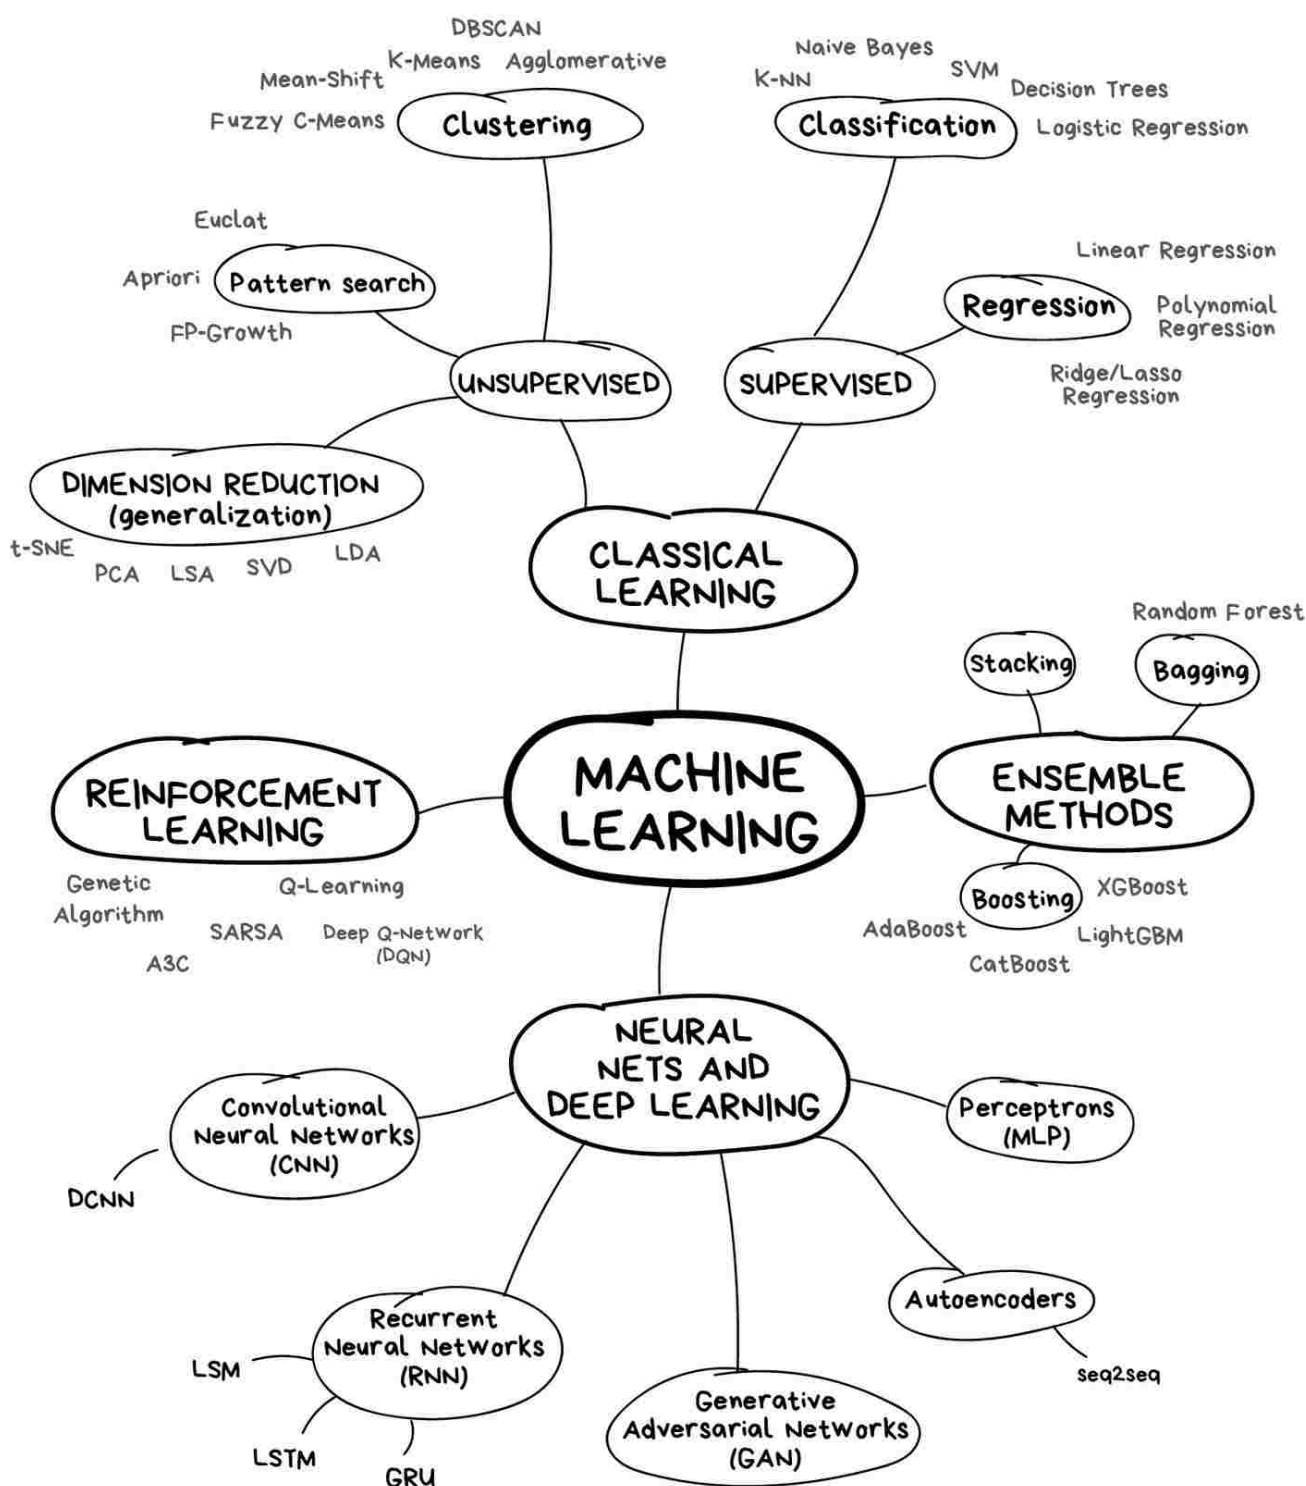 DBSCAN
K-Means
Agglomerative
Mean-Shift
Fuzzy C-Means
Clustering
Naive Bayes
K-NN
SVM
Decision Trees
Classification
Logistic Regression
Euclat
Apriori
Pattern search
FP-Growth
Linear Regression
Regression
Polynomial
Regression
Ridge/Lasso
Regression
UNSUPERVISED
SUPERVISED
DIMENSION REDUCTION
(generalization)
t-SNE
PCA
LSA
SVD
LDA
CLASSICAL
LEARNING
Random Forest
Stacking
Bagging
MACHINE
LEARNING
ENSEMBLE
METHODS
REINFORCEMENT
LEARNING
Genetic
Algorithm
Q-Learning
SARSA
Deep Q-Network
(DQN)
A3C
Boosting
XGBoost
AdaBoost
LightGBM
CatBoost
NEURAL
NETS AND
DEEP LEARNING
Convolutional
Neural Networks
(CNN)
DCNN
Perceptrons
(MLP)
Autoencoders
seq2seq
Recurrent
Neural Networks
(RNN)
LSM
LSTM
GRU
Generative
Adversarial Networks
(GAN)